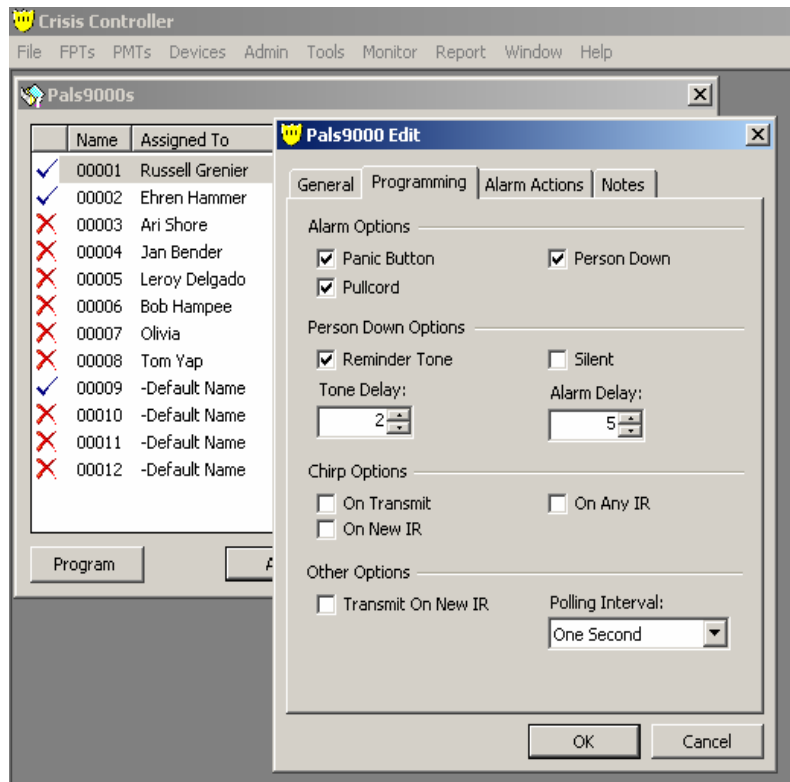 Crisis Controller
File FPTs PMTs Devices Admin Tools Monitor Report Window Help
Pals9000s
Name Assigned To
00001 Russell Grenier
00002 Ehren Hammer
00003 Ari Shore
00004 Jan Bender
00005 Leroy Delgado
00006 Bob Hampee
00007 Olivia
00008 Tom Yap
00009 -Default Name
00010 -Default Name
00011 -Default Name
00012 -Default Name
Program
Pals9000 Edit
General Programming Alarm Actions Notes
Alarm Options
Panic Button Person Down
Pullcord
Person Down Options
Reminder Tone Silent
Tone Delay: Alarm Delay:
2 5
Chirp Options
On Transmit On Any IR
On New IR
Other Options
Transmit On New IR Polling Interval:
One Second
OK Cancel